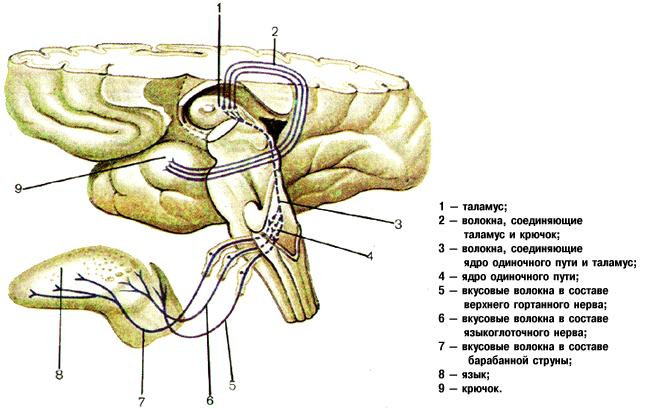 1
2
9
3
4
8
7
6
5
1 – таламус;
2 – волокна, соединяющие
таламус и крючок;
3 – волокна, соединяющие
ядро одиночного пути и таламус;
4 – ядро одиночного пути;
5 – вкусовые волокна в составе
верхнего гортанного нерва;
6 – вкусовые волокна в составе
языкоглоточного нерва;
7 – вкусовые волокна в составе
барабанной струны;
8 – язык;
9 – крючок.